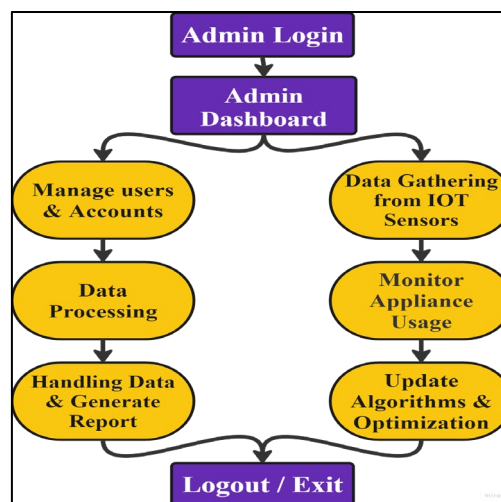 Admin Login
Admin
Dashboard
Manage users
& Accounts
Data Gathering
from IOT
Sensors
Data
Processing
Monitor
Appliance
Usage
Handling Data
& Generate
Report
Update
Algorithms &
Optimization
Logout / Exit